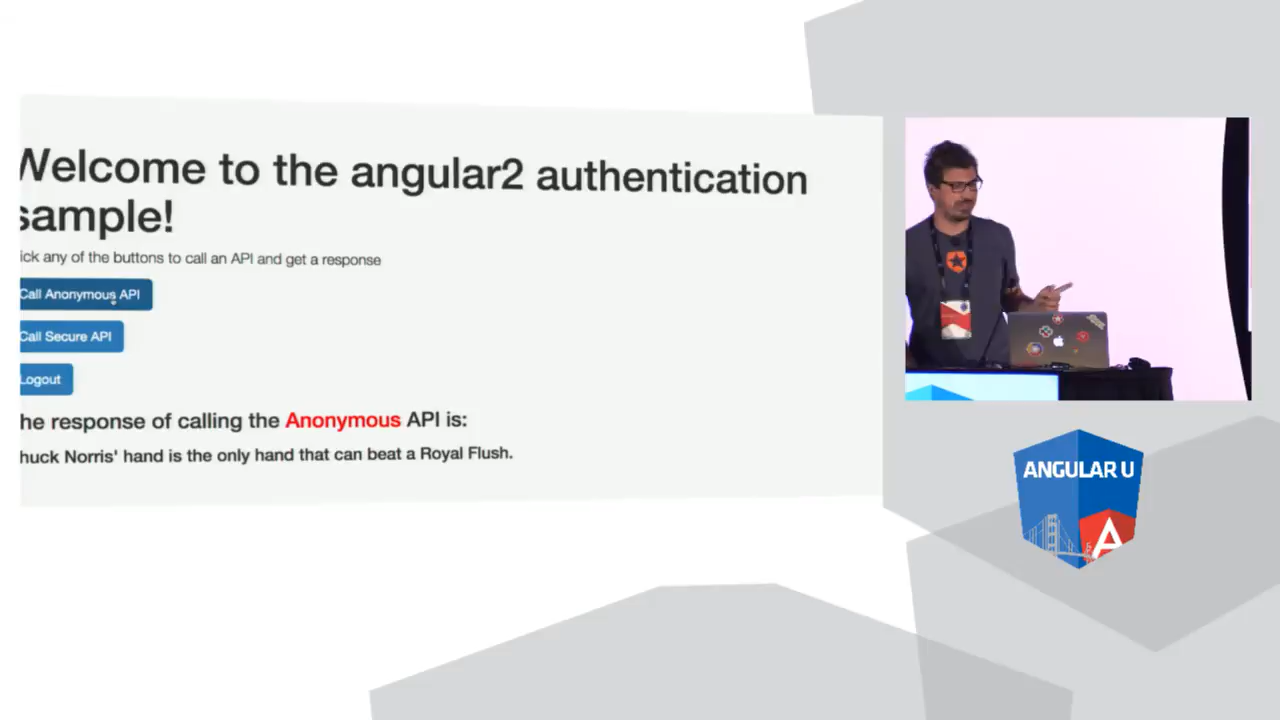 Welcome to the angular2 authentication
sample!
ick any of the buttons to call an API and get a response
Call Anonymous API
Call Secure API
Logout
he response of calling the Anonymous API is:
huck Norris' hand is the only hand that can beat a Royal Flush.
ANGULAR U
A